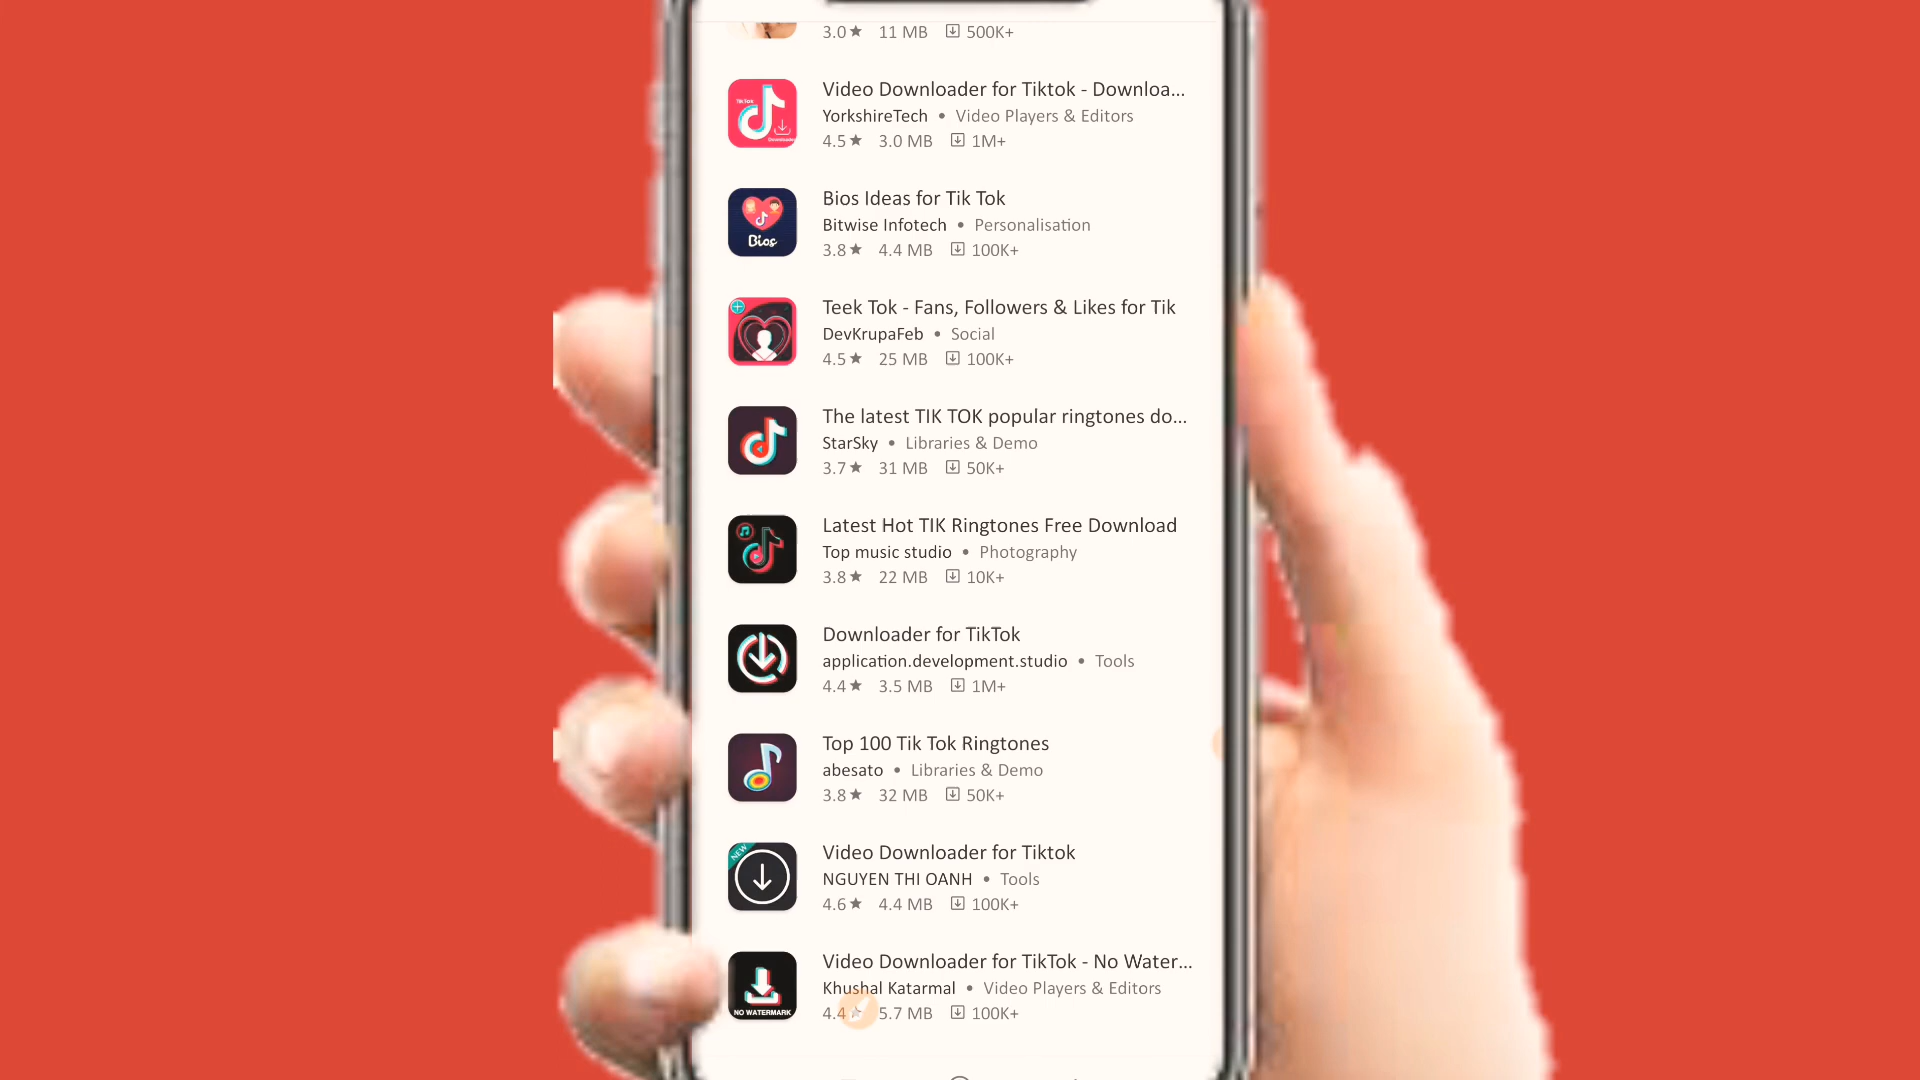 3.0★ 11 MB 500K+
Video Downloader for Tiktok - Downloa...
YorkshireTech • Video Players & Editors
4.5★ 3.0 MB 1M+
Bios Ideas for Tik Tok
Bitwise Infotech • Personalisation
Bios
3.8★ 4.4 MB 100K+
Teek Tok - Fans, Followers & Likes for Tik
DevKrupaFeb • Social
4.5★ 25 MB 100K+
The latest TIK TOK popular ringtones do...
StarSky • Libraries & Demo
3.7★ 31 MB 50K+
Latest Hot TIK Ringtones Free Download
Top music studio • Photography
3.8★ 22 MB 10K+
Downloader for TikTok
application.development.studio • Tools
4.4★ 3.5 MB 1M+
Top 100 Tik Tok Ringtones
abesato • Libraries & Demo
3.8★ 32 MB 50K+
NEW
Video Downloader for Tiktok
NGUYEN THI OANH • Tools
4.6★ 4.4 MB 100K+
Video Downloader for TikTok - No Water...
Khushal Katarmal • Video Players & Editors
NO WATERMARK
4.4★ 5.7 MB 100K+